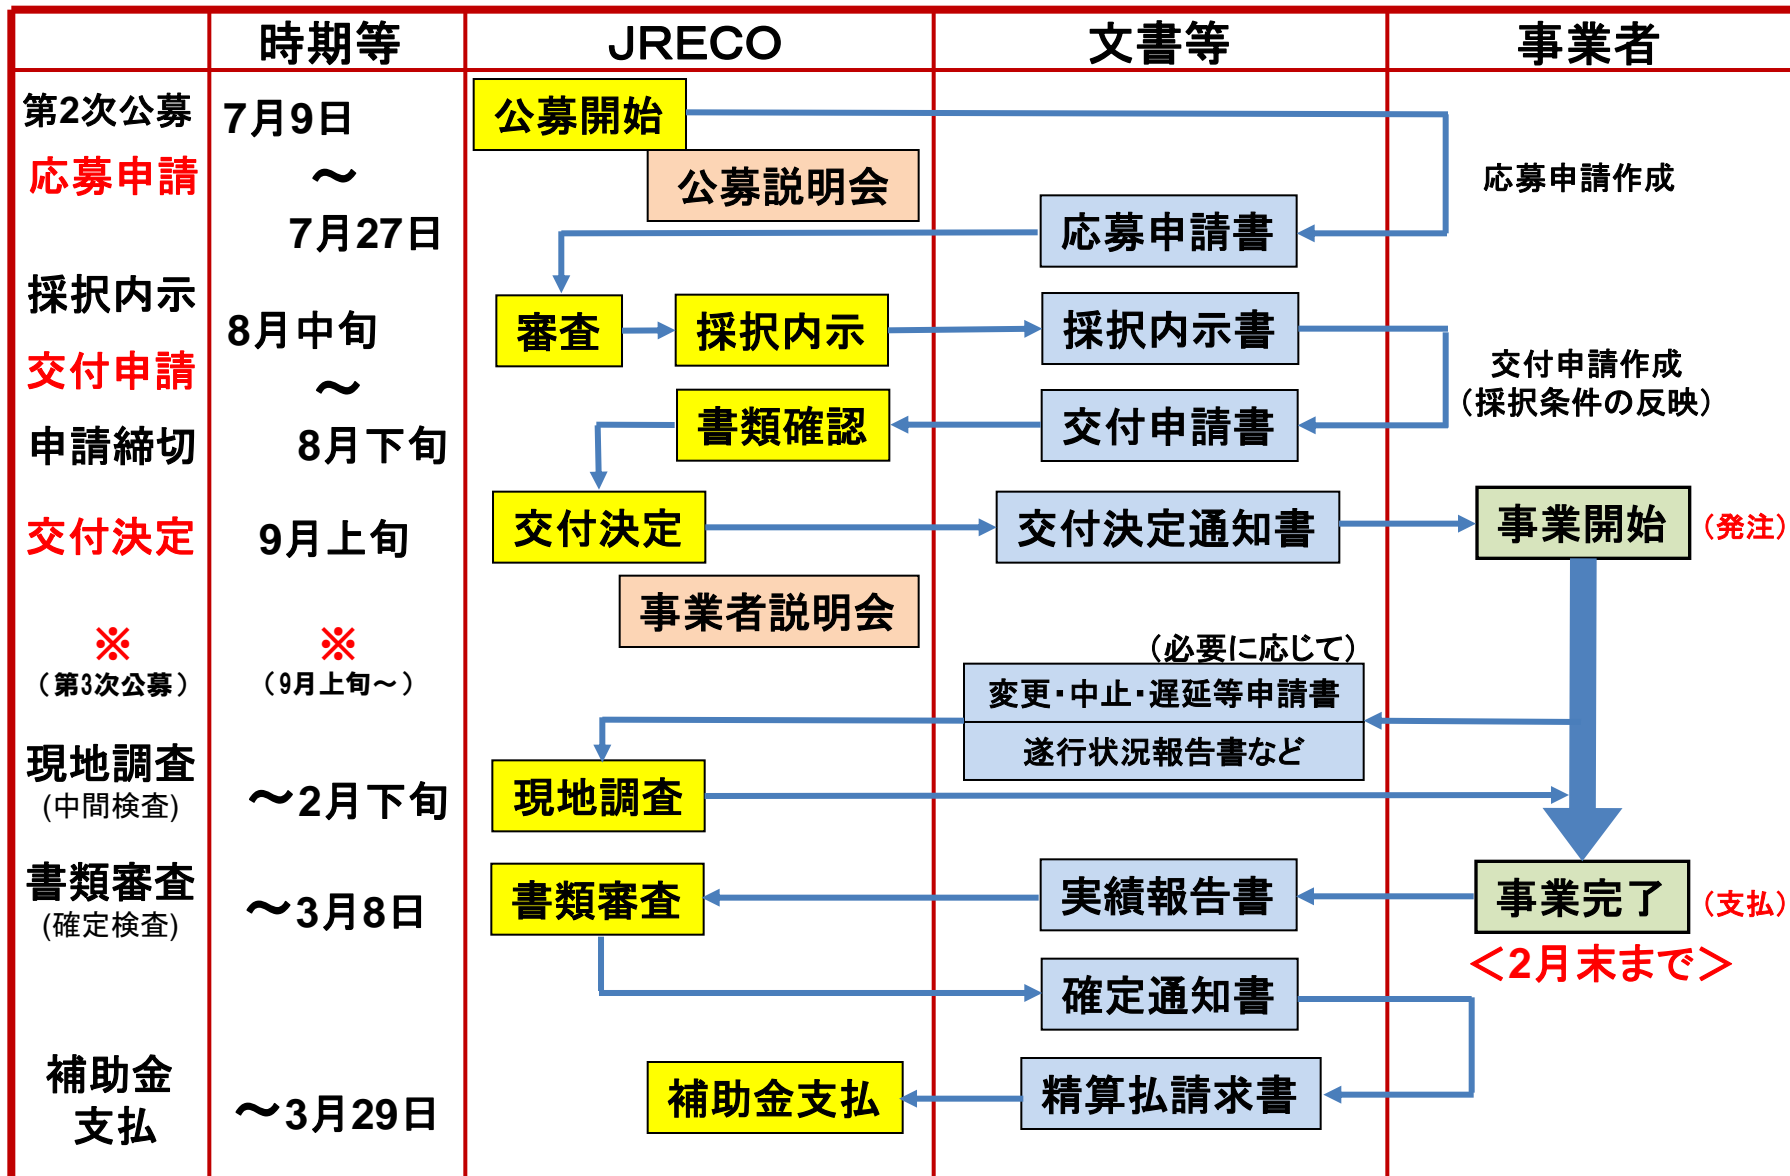 時期等
JRECO
文書等
事業者
第2次公募
7月9日
公募開始
応募申請
～
公募説明会
応募申請作成
7月27日
応募申請書
採択内示
8月中旬
審査
採択内示
採択内示書
交付申請
～
交付申請作成
（採択条件の反映）
申請締切
8月下旬
書類確認
交付申請書
交付決定
9月上旬
交付決定
交付決定通知書
事業開始
（発注）
事業者説明会
※
※
（第3次公募）
（9月上旬～）
（必要に応じて）
変更・中止・遅延等申請書
遂行状況報告書など
現地調査
(中間検査)
～2月下旬
現地調査
書類審査
(確定検査)
～3月8日
書類審査
実績報告書
事業完了
（支払）
＜2月末まで＞
確定通知書
補助金
支払
～3月29日
補助金支払
精算払請求書